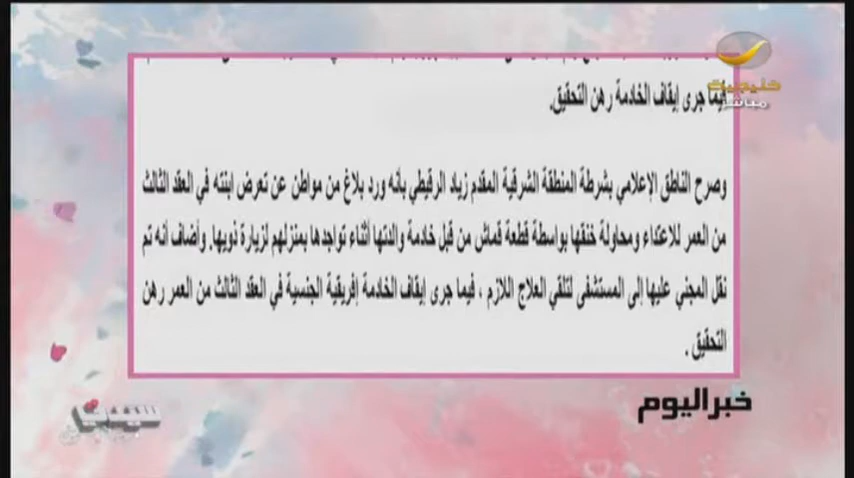 خليجية
مباشر
فيما جرى إيقاف الخادمة رهن التحقيق.
وصرح الناطق الإعلامي بشرطة المنطقة الشرقية المقدم زياد الرقيطي بأنه ورد بلاغ من مواطن عن تعرض ابنته في العقد الثالث
من العمر للاعتداء ومحاولة خنقها بواسطة قطعة قماش من قبل خادمة والدتها أثناء تواجدها بمنزلهم لزيارة ذويها. وأضاف أنه تم
نقل المجني عليها إلى المستشفى لتلقي العلاج اللازم ، فيما جرى إيقاف الخادمة إفريقية الجنسية في العقد الثالث من العمر رهن
التحقيق .
خبر اليوم